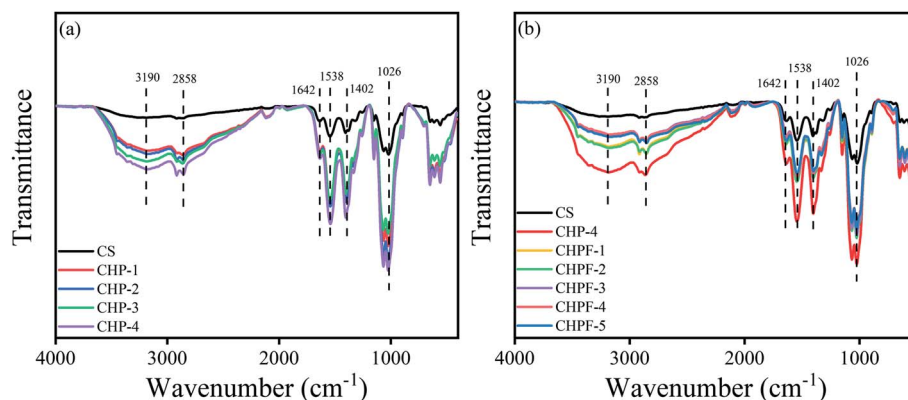 (a)
3190
2858
1642
1538
1402
1026
Transmittance
CS
CHP-1
CHP-2
CHP-3
CHP-4
4000
3000
2000
1000
Wavenumber (cm⁻¹)
(b)
3190
2858
1642
1538
1402
1026
Transmittance
CS
CHP-4
CHPF-1
CHPF-2
CHPF-3
CHPF-4
CHPF-5
4000
3000
2000
1000
Wavenumber (cm⁻¹)